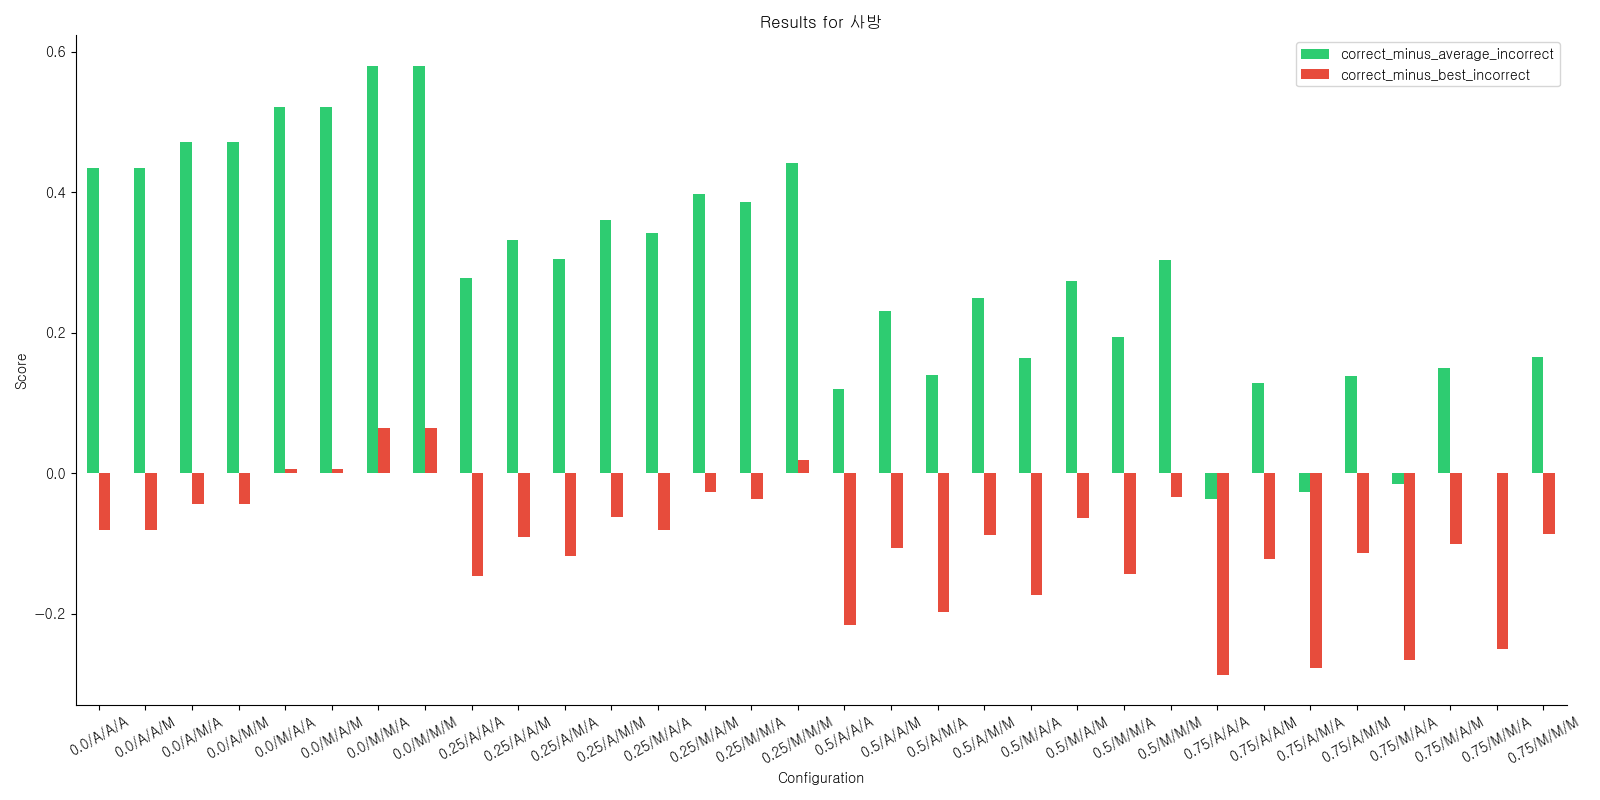 Results for 사방
correct_minus_average_incorrect
correct_minus_best_incorrect
Score
0.6
0.4
0.2
0.0
−0.2
0.0/A/A/A
0.0/A/A/M
0.0/A/M/A
0.0/A/M/M
0.0/M/A/A
0.0/M/A/M
0.0/M/M/A
0.0/M/M/M
0.25/A/A/A
0.25/A/A/M
0.25/A/M/A
0.25/A/M/M
0.25/M/A/A
0.25/M/A/M
0.25/M/M/A
0.25/M/M/M
0.5/A/A/A
0.5/A/A/M
0.5/A/M/A
0.5/A/M/M
0.5/M/A/A
0.5/M/A/M
0.5/M/M/A
0.5/M/M/M
0.75/A/A/A
0.75/A/A/M
0.75/A/M/A
0.75/A/M/M
0.75/M/A/A
0.75/M/A/M
0.75/M/M/A
0.75/M/M/M
Configuration